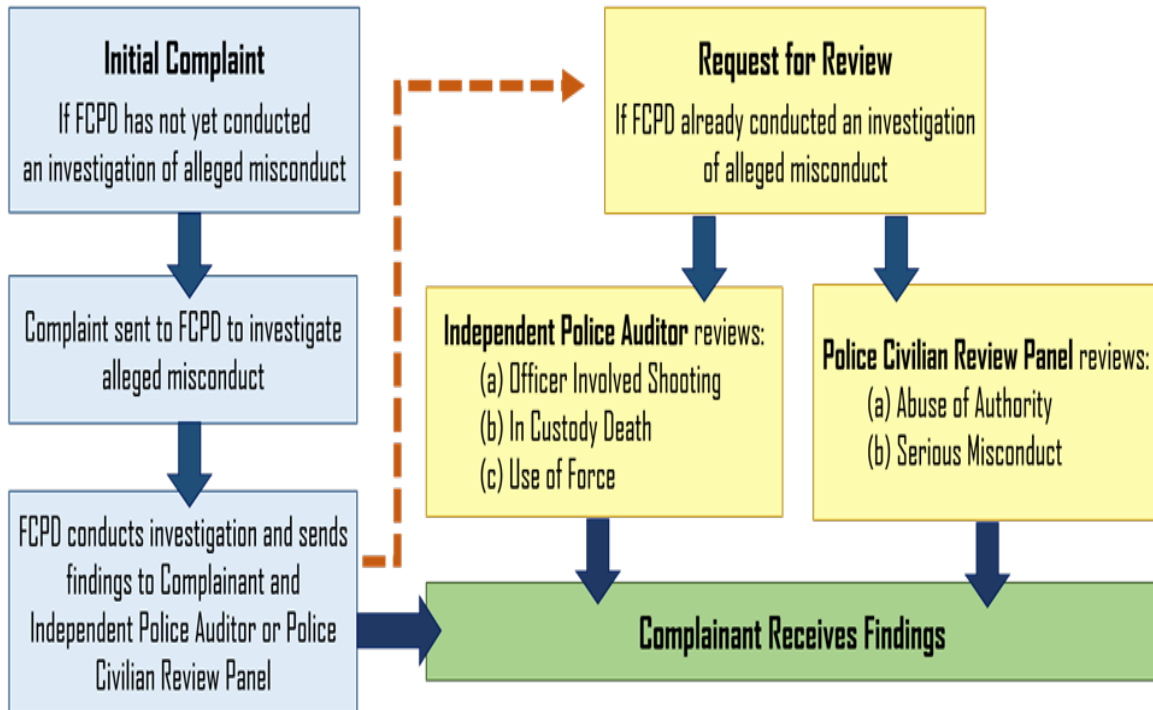 Initial Complaint
If FCPD has not yet conducted
an investigation of alleged misconduct
Complaint sent to FCPD to investigate
alleged misconduct
FCPD conducts investigation and sends
findings to Complainant and
Independent Police Auditor or Police
Civilian Review Panel
Request for Review
If FCPD already conducted an investigation
of alleged misconduct
Independent Police Auditor reviews:
(a) Officer Involved Shooting
(b) In Custody Death
(c) Use of Force
Police Civilian Review Panel reviews:
(a) Abuse of Authority
(b) Serious Misconduct
Complainant Receives Findings